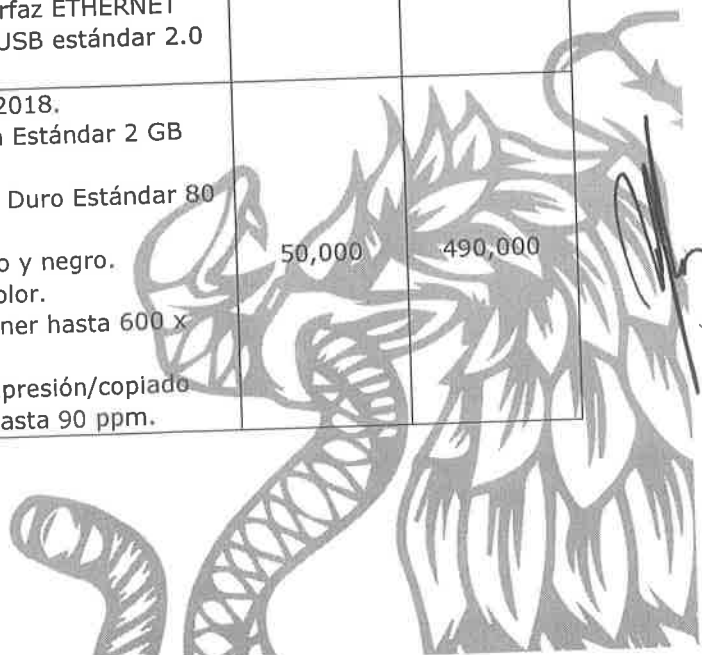 rfaz ETHERNET
USB estándar 2.0
2018.
Estándar 2 GB
Duro Estándar 80
y negro.
olor.
ner hasta 600 x
presión/copiado
asta 90 ppm.
50,000
490,000